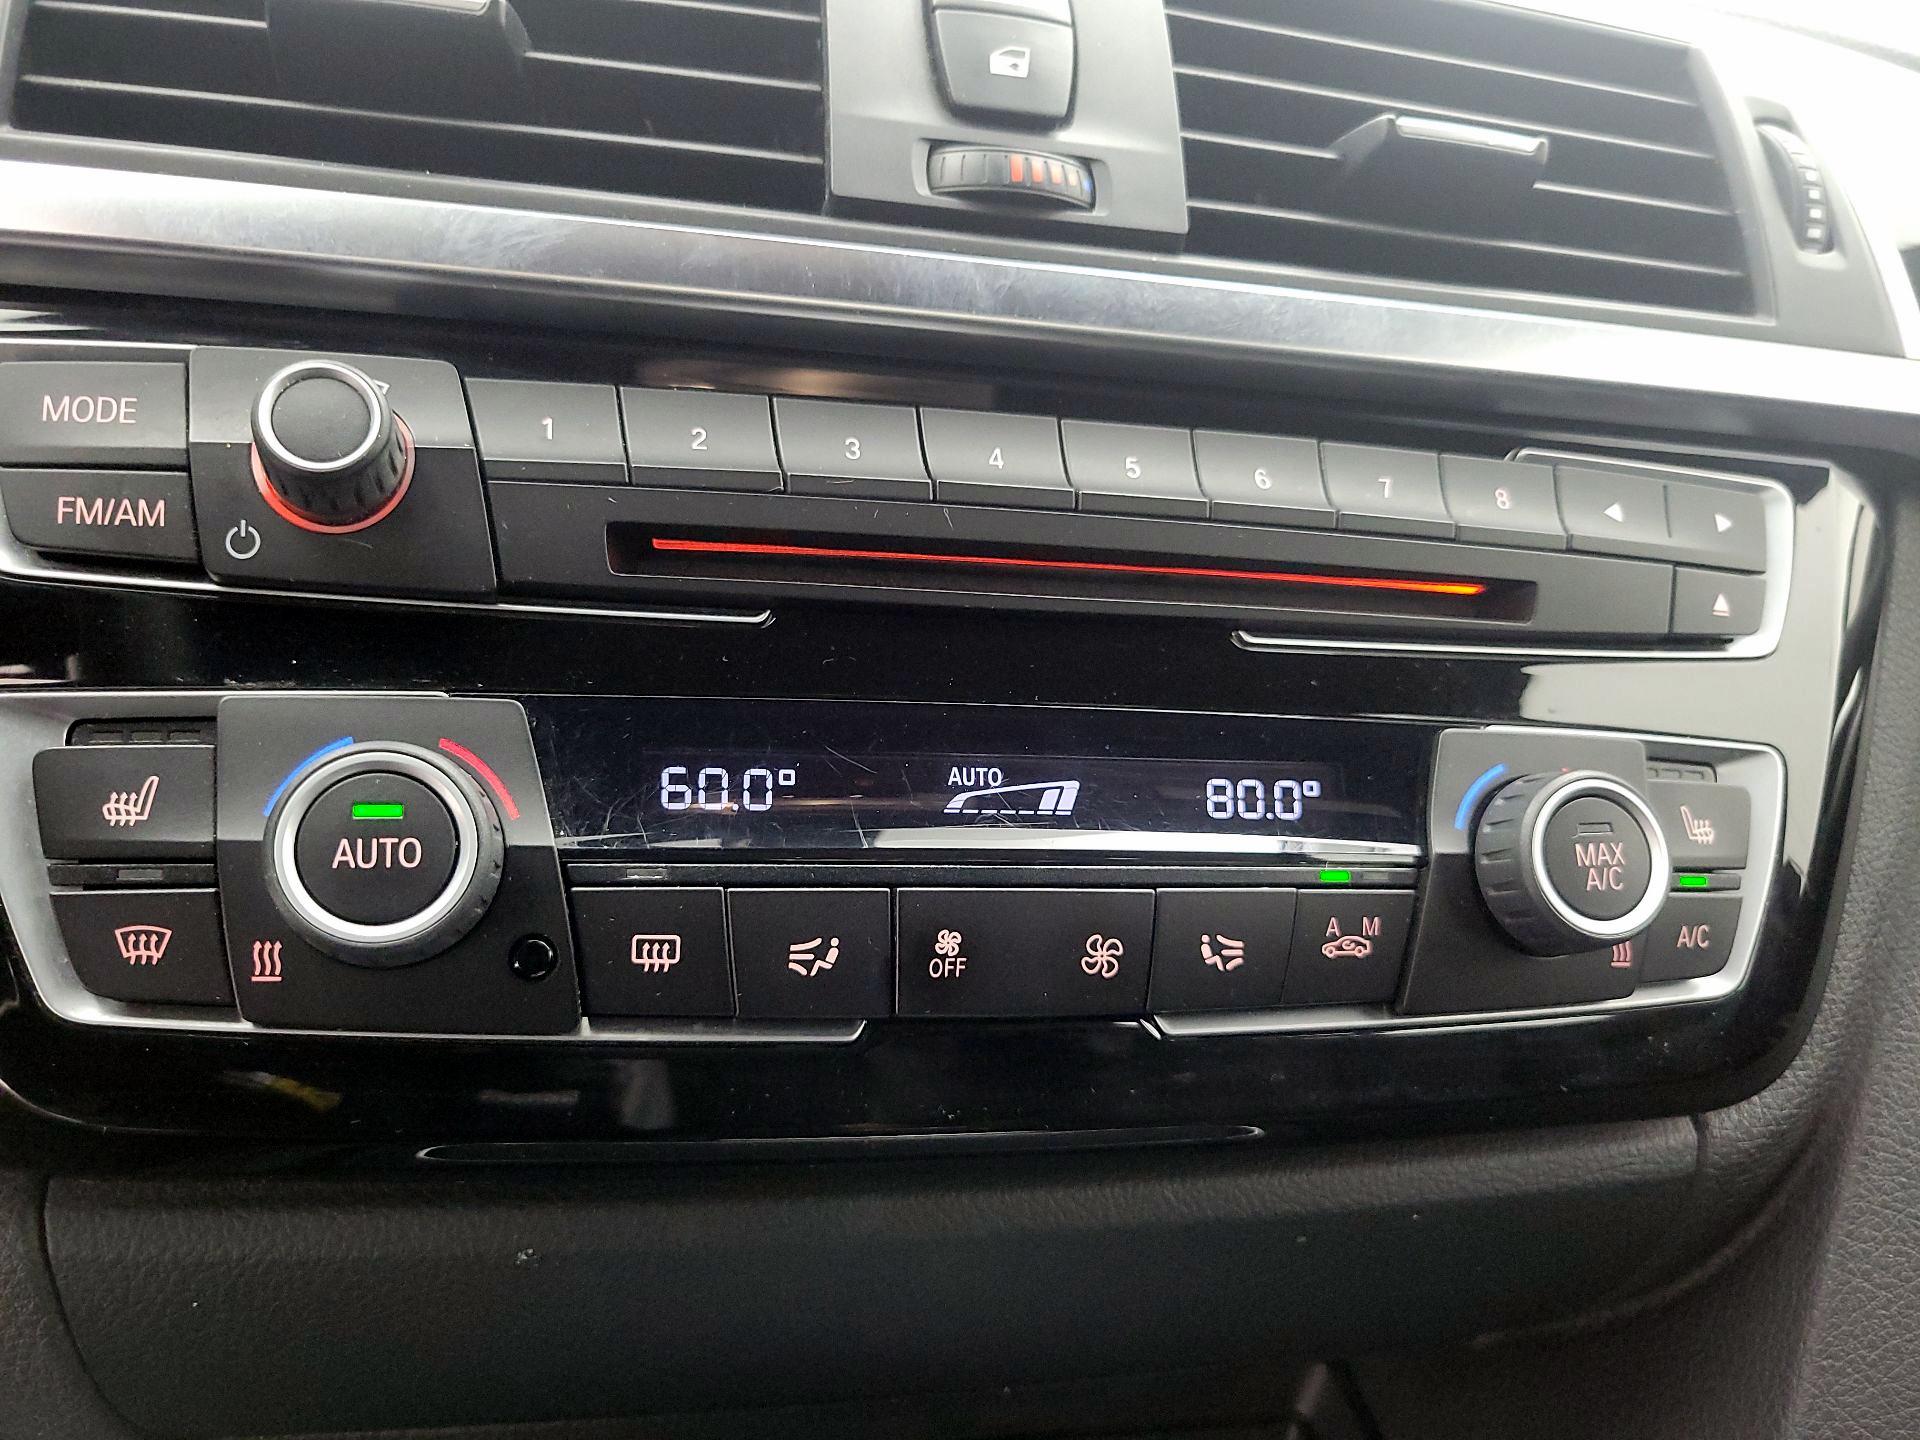 MODE
1 2 3 4 5 6 7 8
FM/AM
60.0° AUTO 80.0°
AUTO
MAX
A/C
A M
OFF
A/C